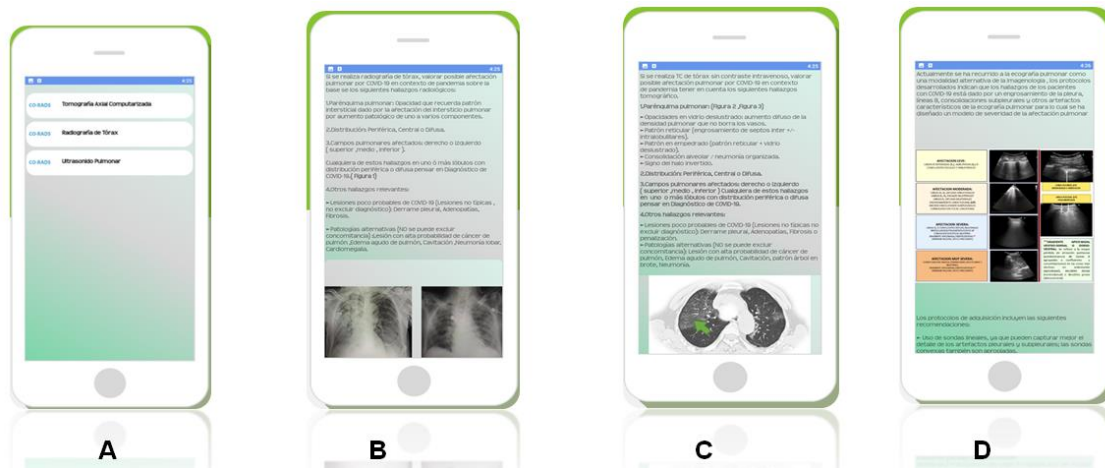 4:25
CO-RADS Tomografía Axial Computarizada
CO-RADS Radiografía de Tórax
CO-RADS Ultrasonido Pulmonar
A
4:25
Si se realiza radiografía de tórax, valorar posible afectación
pulmonar por COVID-19 en contexto de pandemia sobre la
base se los siguientes hallazgos radiológicos:
1.Parénquima pulmonar: Opacidad que recuerda patrón
intersticial dado por la afectación del intersticio pulmonar
por aumento patológico de uno a varios componentes.
2.Distribución: Periférica, Central o Difusa.
3.Campos pulmonares afectados: derecho o izquierdo
( superior ,medio , inferior ).
Cualquiera de estos hallazgos en uno ó más lóbulos con
distribución periférica o difusa pensar en Diagnóstico de
COVID-19.( Figura 1)
4.Otros hallazgos relevantes:
- Lesiones poco probables de COVID-19 (Lesiones no típicas ,
no excluir diagnóstico): Derrame pleural, Adenopatías,
Fibrosis.
- Patologías alternativas (NO se puede excluir
concomitancia): Lesión con alta probabilidad de cáncer de
pulmón ,Edema agudo de pulmón, Cavitación ,Neumonía lobar,
Cardiomegalia.
B
4:25
Si se realiza TC de tórax sin contraste intravenoso, valorar
posible afectación pulmonar por COVID-19 en contexto de
pandemia tener en cuenta los siguientes hallazgos
tomográfico.
1.Parénquima pulmonar: (Figura 2 ,Figura 3)
- Opacidades en vidrio deslustrado: aumento difuso de la
densidad pulmonar que no borra los vasos.
- Patrón reticular (engrosamiento de septos inter +/-
intralobulillares).
- Patrón en empedrado (patrón reticular + vidrio
deslustrado).
- Consolidación alveolar / neumonía organizada.
- Signo del halo invertido.
2.Distribución: Periférica, Central o Difusa.
3.Campos pulmonares afectados: derecho o izquierdo
( superior ,medio , inferior ) Cualquiera de estos hallazgos en
uno o más lóbulos con distribución periférica o difusa
pensar en Diagnóstico de COVID-19.
4.Otros hallazgos relevantes:
- Lesiones poco probables de COVID-19 (Lesiones no típicas no
excluir diagnóstico): Derrame pleural, Adenopatías, Fibrosis o
- Patologías alternativas (NO se puede excluir
concomitancia): Lesión con alta probabilidad de cáncer de
pulmón, Edema agudo de pulmón, Cavitación, patrón árbol en
brote, Neumonía.
C
4:25
Actualmente se ha recurrido a la ecografía pulmonar como
una modalidad alternativa de la imagenología , los protocolos
desarrollados indican que los hallazgos de los pacientes
con COVID-19 está dado por un engrosamiento de la pleura,
líneas B, consolidaciones subpleurales y otros artefactos
característicos de la ecografía pulmonar para lo cual se ha
diseñado un modelo de severidad de la afectación pulmonar
AFECTACION LEVE:
AFECTACION MODERADA:
AFECTACION SEVERA:
AFECTACION MUY SEVERA:
Los protocolos de adquisición incluyen las siguientes
recomendaciones:
- Uso de sondas lineales, ya que pueden capturar mejor el
detalle de los artefactos pleurales y subpleurales; las sondas
convexas también son apropiadas.
D